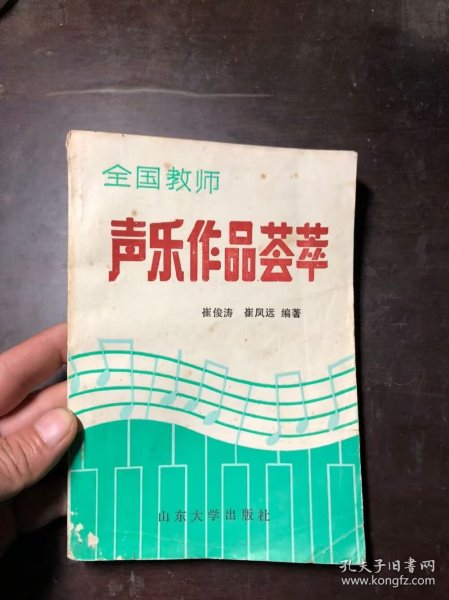 全国教师
声乐作品荟萃
崔俊涛 崔凤远 编著
山东大学出版社
孔夫子旧书网
www.kongfz.com